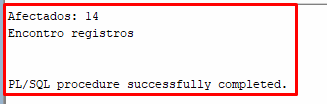 Afectados: 14
Encontro registros
PL/SQL procedure successfully completed.